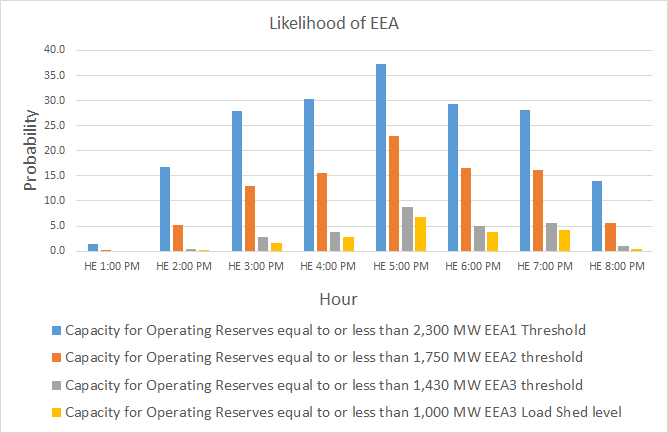 Likelihood of EEA
40.0
35.0
30.0
25.0
20.0
15.0
10.0
5.0
0.0
Probability
HE 1:00 PM HE 2:00 PM HE 3:00 PM HE 4:00 PM HE 5:00 PM HE 6:00 PM HE 7:00 PM HE 8:00 PM
Hour
Capacity for Operating Reserves equal to or less than 2,300 MW EEA1 Threshold
Capacity for Operating Reserves equal to or less than 1,750 MW EEA2 threshold
Capacity for Operating Reserves equal to or less than 1,430 MW EEA3 threshold
Capacity for Operating Reserves equal to or less than 1,000 MW EEA3 Load Shed level